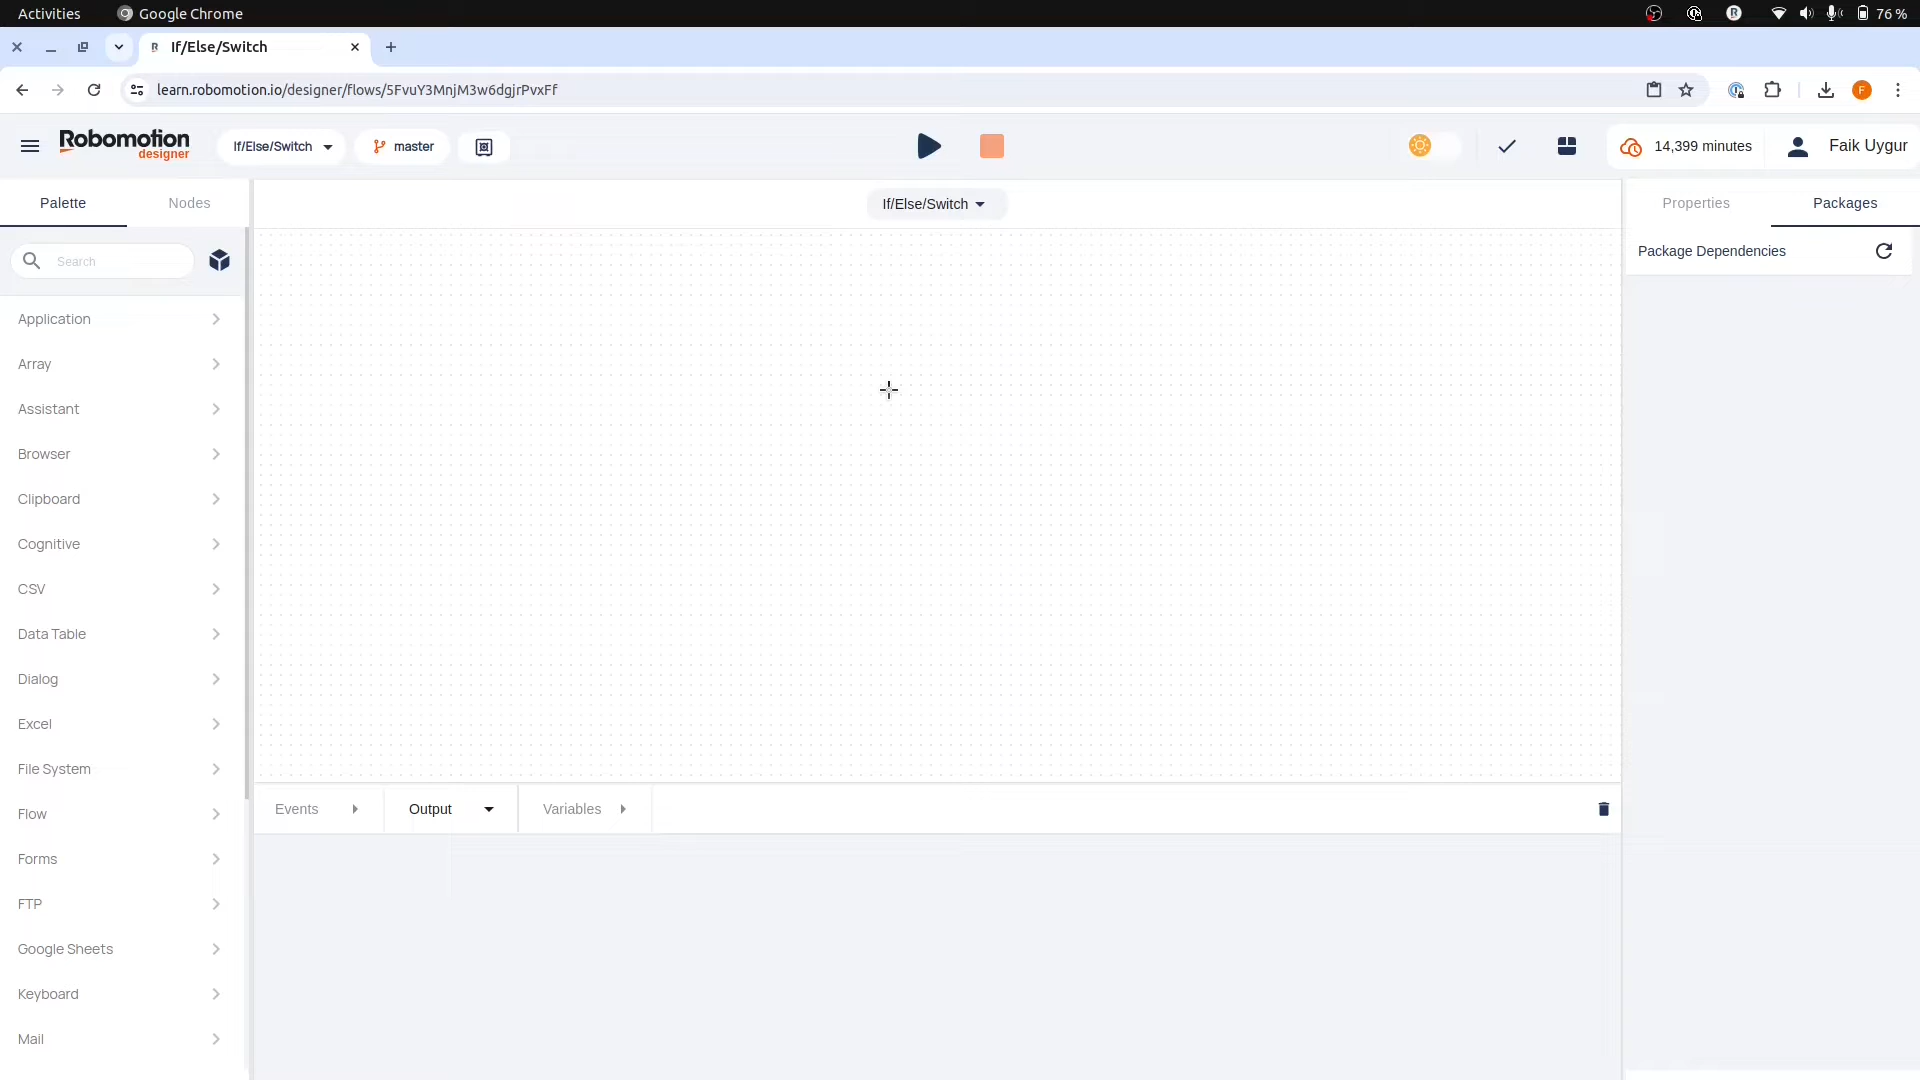 Activities
Google Chrome
76 %
If/Else/Switch
learn.robomotion.io/designer/flows/5FvuY3MnjM3w6dgjrPvxFf
F
Robomotion
designer
If/Else/Switch
master
14,399 minutes
Faik Uygur
Palette
Nodes
If/Else/Switch
Properties
Packages
Search
Package Dependencies
Application
Array
Assistant
Browser
Clipboard
Cognitive
CSV
Data Table
Dialog
Excel
File System
Flow
Events
Output
Variables
Forms
FTP
Google Sheets
Keyboard
Mail